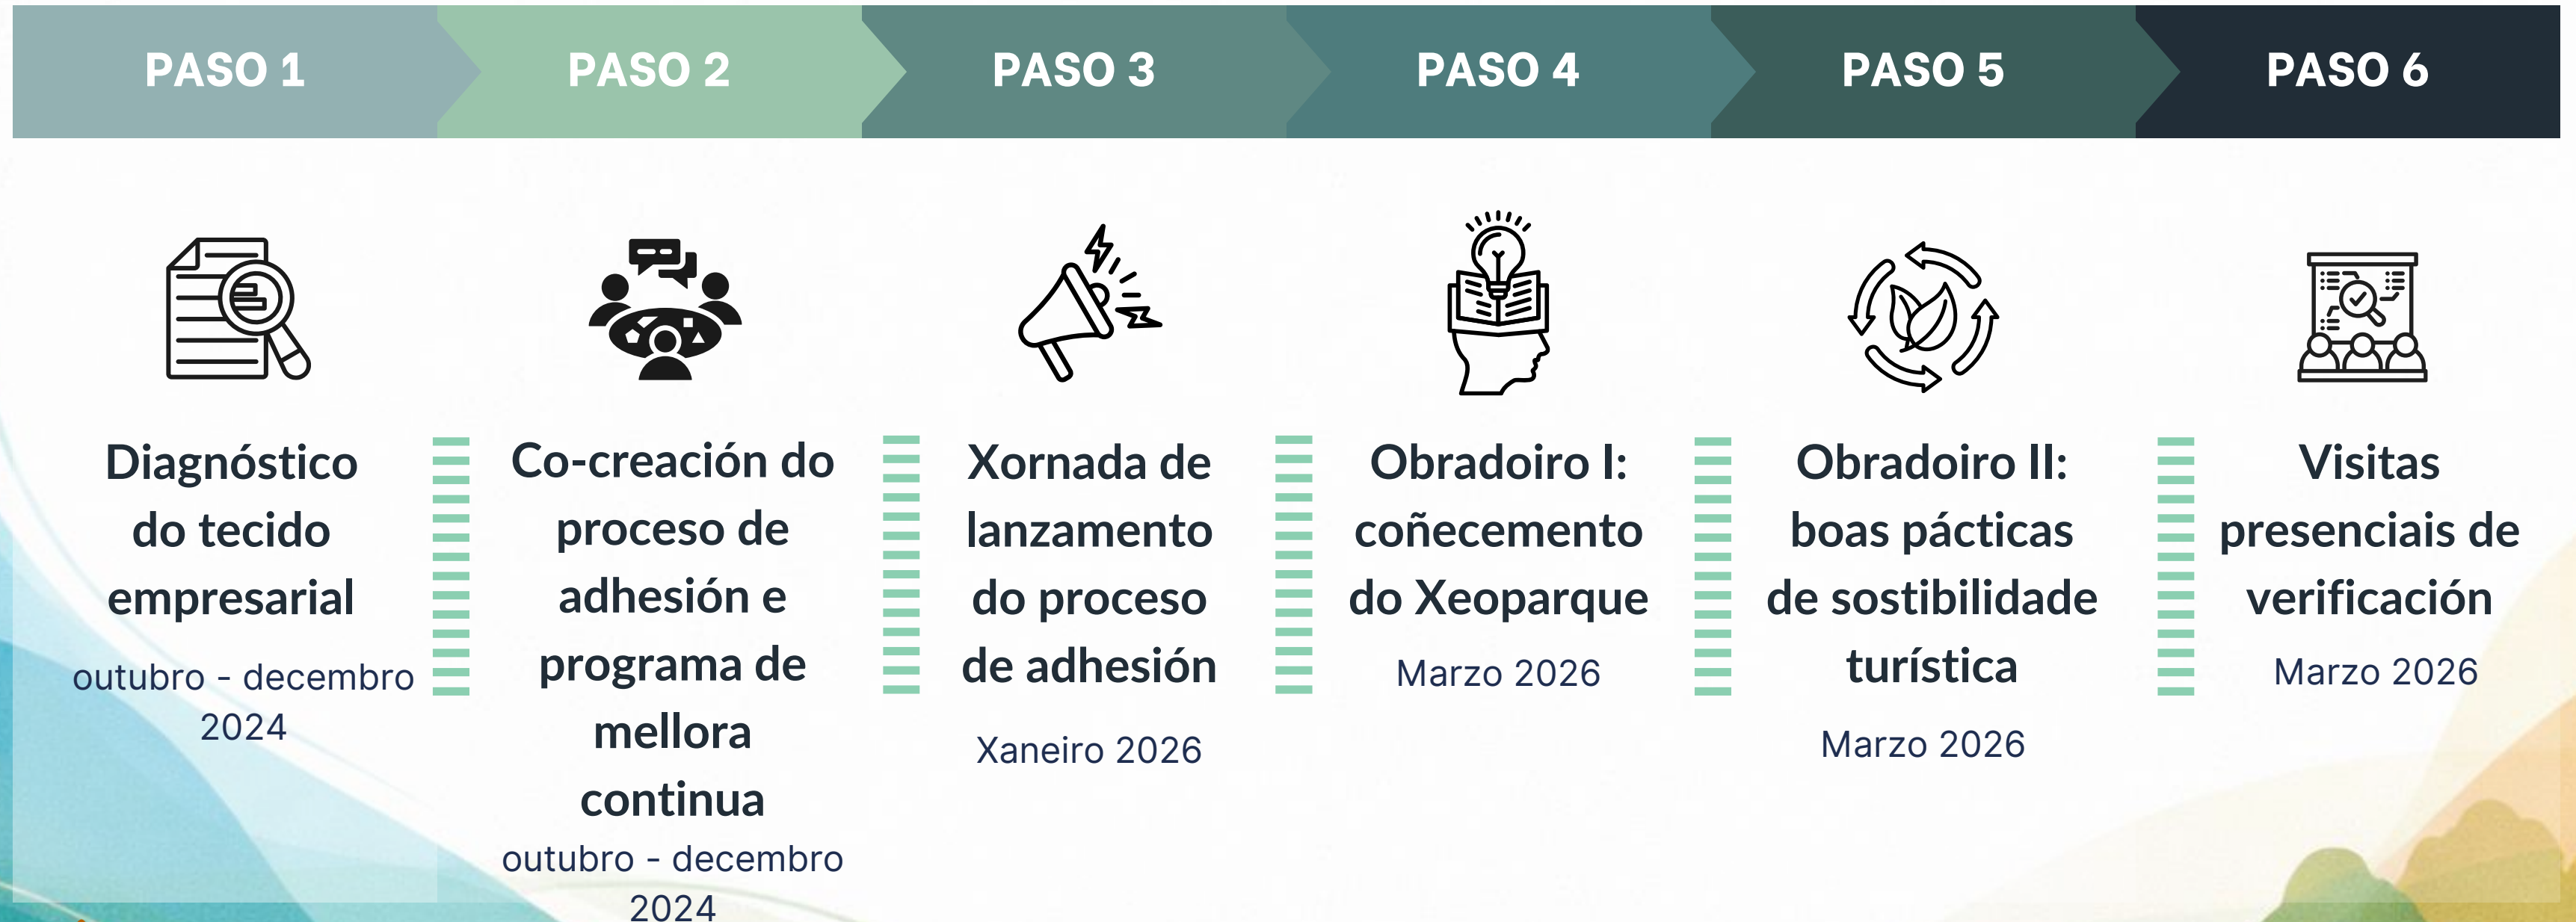 PASO 1
PASO 2
PASO 3
PASO 4
PASO 5
PASO 6
Diagnóstico
do tecido
empresarial
outubro - decembro
2024
Co-creación do
proceso de
adhesión e
programa de
mellora
continua
outubro - decembro
2024
Xornada de
lanzamento
do proceso
de adhesión
Xaneiro 2026
Obradoiro I:
coñecemento
do Xeoparque
Marzo 2026
Obradoiro II:
boas pácticas
de sostibilidade
turística
Marzo 2026
Visitas
presenciais de
verificación
Marzo 2026